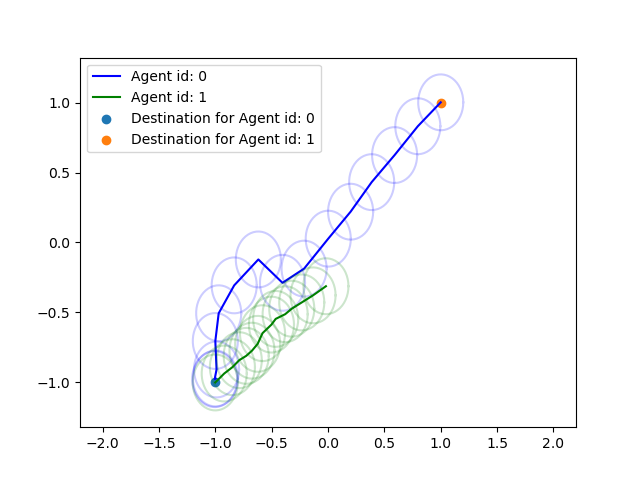 Agent id: 0
Agent id: 1
Destination for Agent id: 0
Destination for Agent id: 1
1.0
0.5
0.0
−0.5
−1.0
−2.0 −1.5 −1.0 −0.5 0.0 0.5 1.0 1.5 2.0